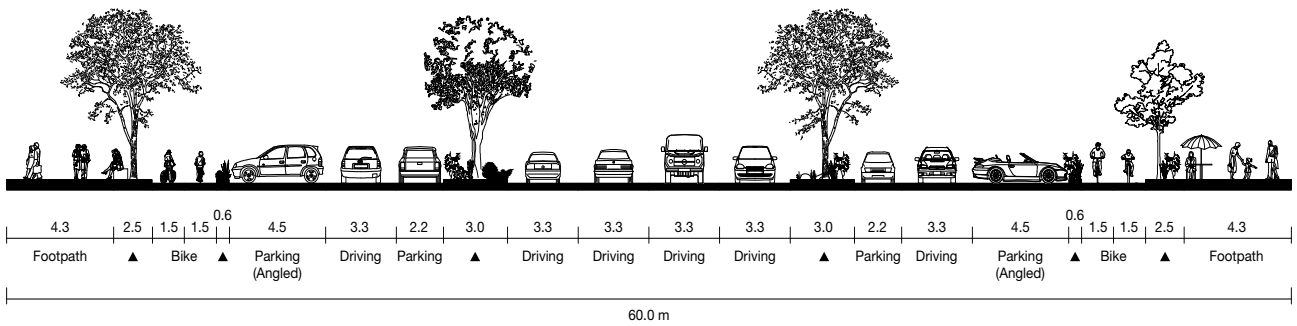 0.6 0.6
4.3 2.5 1.5 1.5 4.5 3.3 2.2 3.0 3.3 3.3 3.3 3.3 3.0 2.2 3.3 4.5 1.5 1.5 2.5 4.3
Footpath ▲ Bike ▲ Parking Driving Parking ▲ Driving Driving Driving Driving ▲ Parking Driving Parking ▲ Bike ▲ Footpath
(Angled) (Angled)
60.0 m